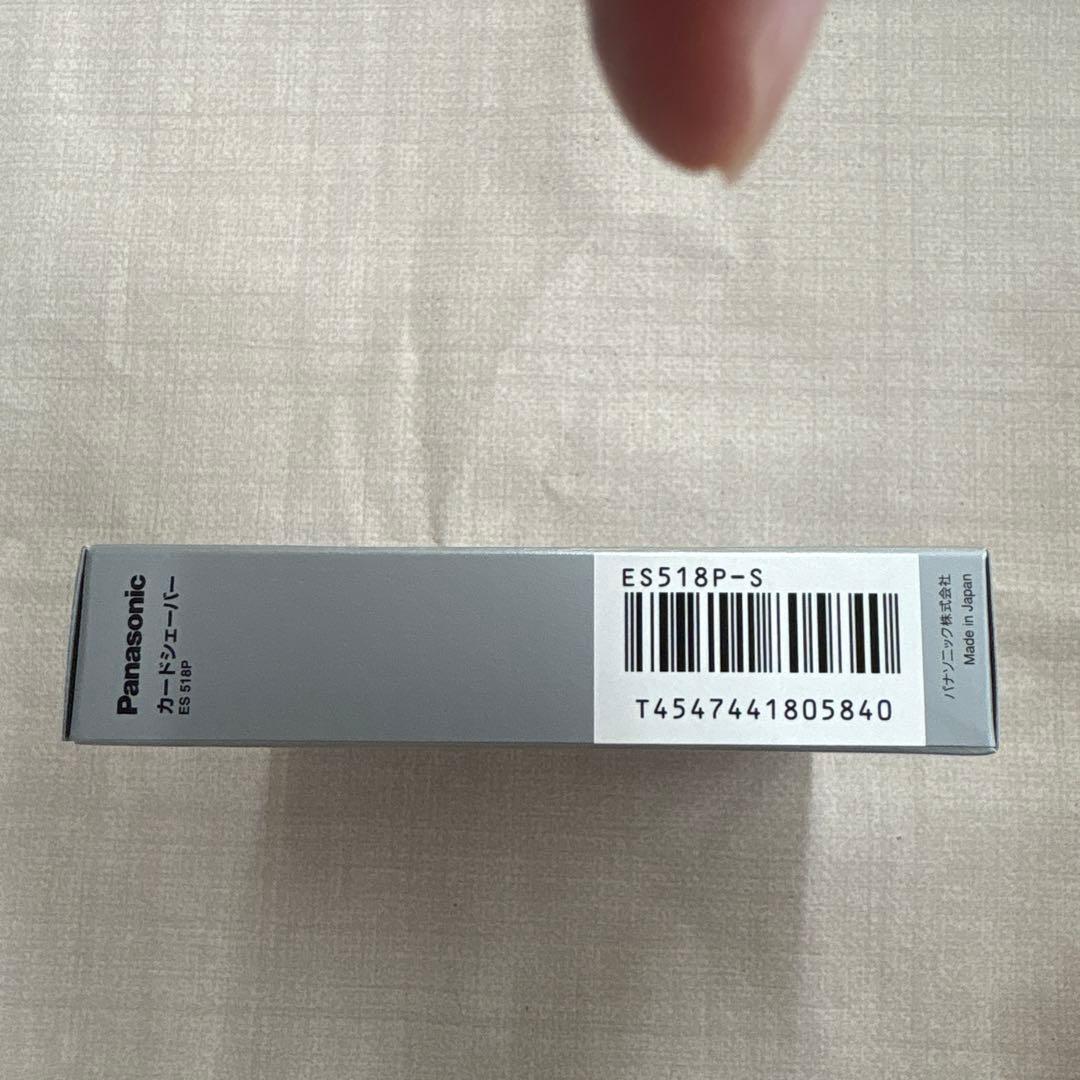 Panasonic
カードシェーバー
ES 518P
ES518P-S
T4547441805840
パナソニック株式会社
Made in Japan